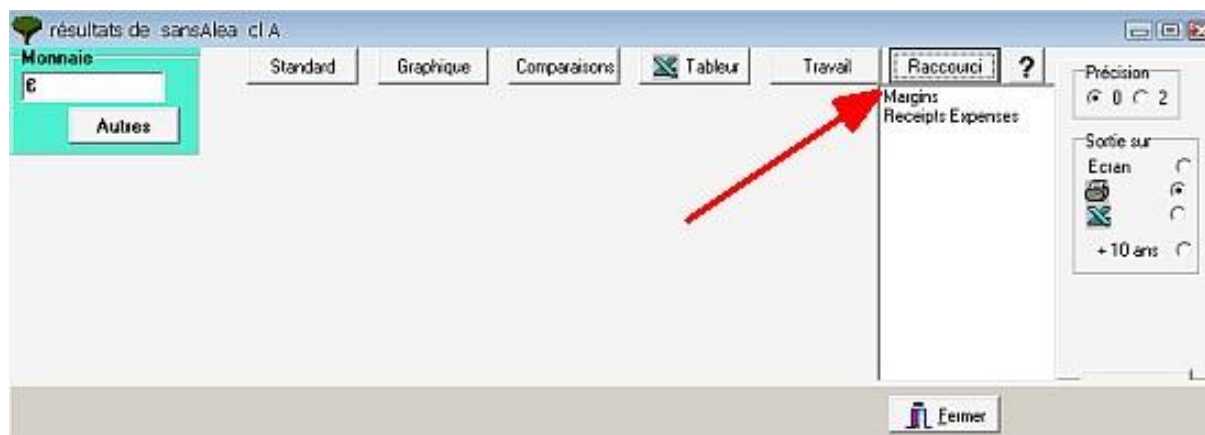 résultats de sansAlea cl A
Monnaie
€
Autres
Standard
Graphique
Comparaisons
Tableur
Travail
Raccourci
?
Margins
Receipts Expenses
Précision
0 2
Sortie sur
Ecran
+ 10 ans
Fermer